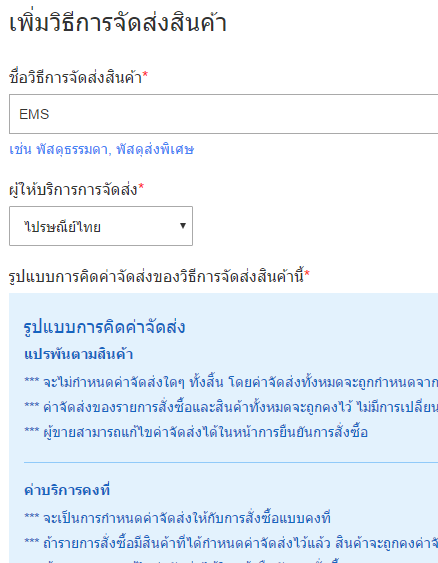 เพิ่มวิธีการจัดส่งสินค้า
ชื่อวิธีการจัดส่งสินค้า*
EMS
เช่น พัสดุธรรมดา, พัสดุส่งพิเศษ
ผู้ให้บริการการจัดส่ง*
ไปรษณีย์ไทย
รูปแบบการคิดค่าจัดส่งของวิธีการจัดส่งสินค้านี้*
รูปแบบการคิดค่าจัดส่ง
แปรพันตามสินค้า
*** จะไม่กำหนดค่าจัดส่งใดๆ ทั้งสิ้น โดยค่าจัดส่งทั้งหมดจะถูกกำหนดจาก
*** ค่าจัดส่งของรายการสั่งซื้อและสินค้าทั้งหมดจะถูกคงไว้ ไม่มีการเปลี่ยน
*** ผู้ขายสามารถแก้ไขค่าจัดส่งได้ในหน้าการยืนยันการสั่งซื้อ
ค่าบริการคงที่
*** จะเป็นการกำหนดค่าจัดส่งให้กับการสั่งซื้อแบบคงที่
*** ถ้ารายการสั่งซื้อมีสินค้าที่ได้กำหนดค่าจัดส่งไว้แล้ว สินค้าจะถูกคงค่าจั